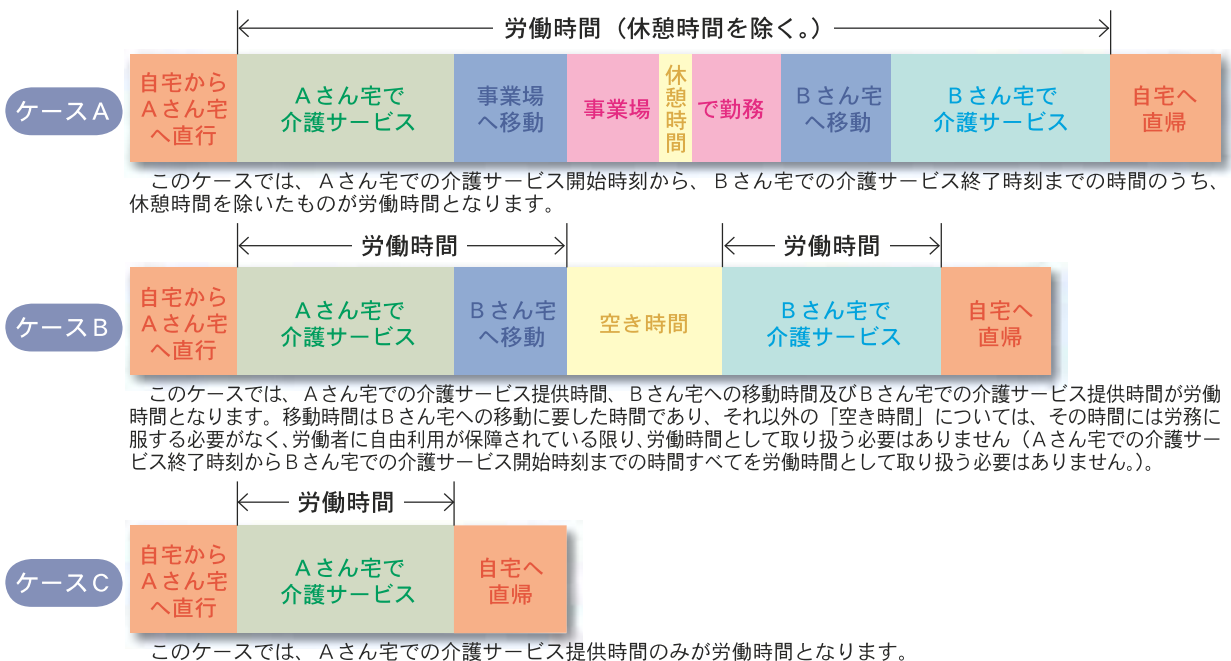 労働時間（休憩時間を除く。）
ケースA
自宅から
Aさん宅
へ直行
Aさん宅で
介護サービス
事業場
へ移動
事業場
休憩時間
で勤務
Bさん宅
へ移動
Bさん宅で
介護サービス
自宅へ
直帰
このケースでは、Aさん宅での介護サービス開始時刻から、Bさん宅での介護サービス終了時刻までの時間のうち、
休憩時間を除いたものが労働時間となります。
労働時間
労働時間
ケースB
自宅から
Aさん宅
へ直行
Aさん宅で
介護サービス
Bさん宅
へ移動
空き時間
Bさん宅で
介護サービス
自宅へ
直帰
このケースでは、Aさん宅での介護サービス提供時間、Bさん宅への移動時間及びBさん宅での介護サービス提供時間が労働
時間となります。移動時間はBさん宅への移動に要した時間であり、それ以外の「空き時間」については、その時間には労務に
服する必要がなく、労働者に自由利用が保障されている限り、労働時間として取り扱う必要はありません（Aさん宅での介護サー
ビス終了時刻からBさん宅での介護サービス開始時刻までの時間すべてを労働時間として取り扱う必要はありません。）。
労働時間
ケースC
自宅から
Aさん宅
へ直行
Aさん宅で
介護サービス
自宅へ
直帰
このケースでは、Aさん宅での介護サービス提供時間のみが労働時間となります。